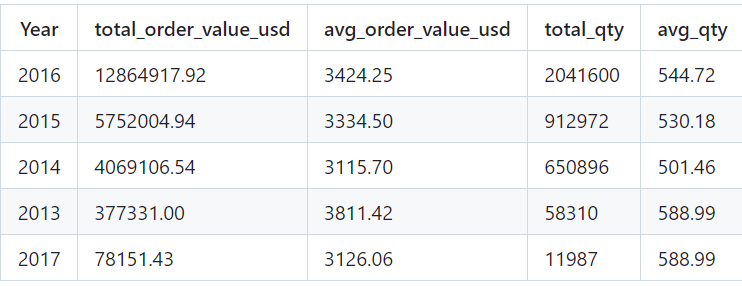 Year total_order_value_usd avg_order_value_usd total_qty avg_qty
2016 12864917.92 3424.25 2041600 544.72
2015 5752004.94 3334.50 912972 530.18
2014 4069106.54 3115.70 650896 501.46
2013 377331.00 3811.42 58310 588.99
2017 78151.43 3126.06 11987 588.99